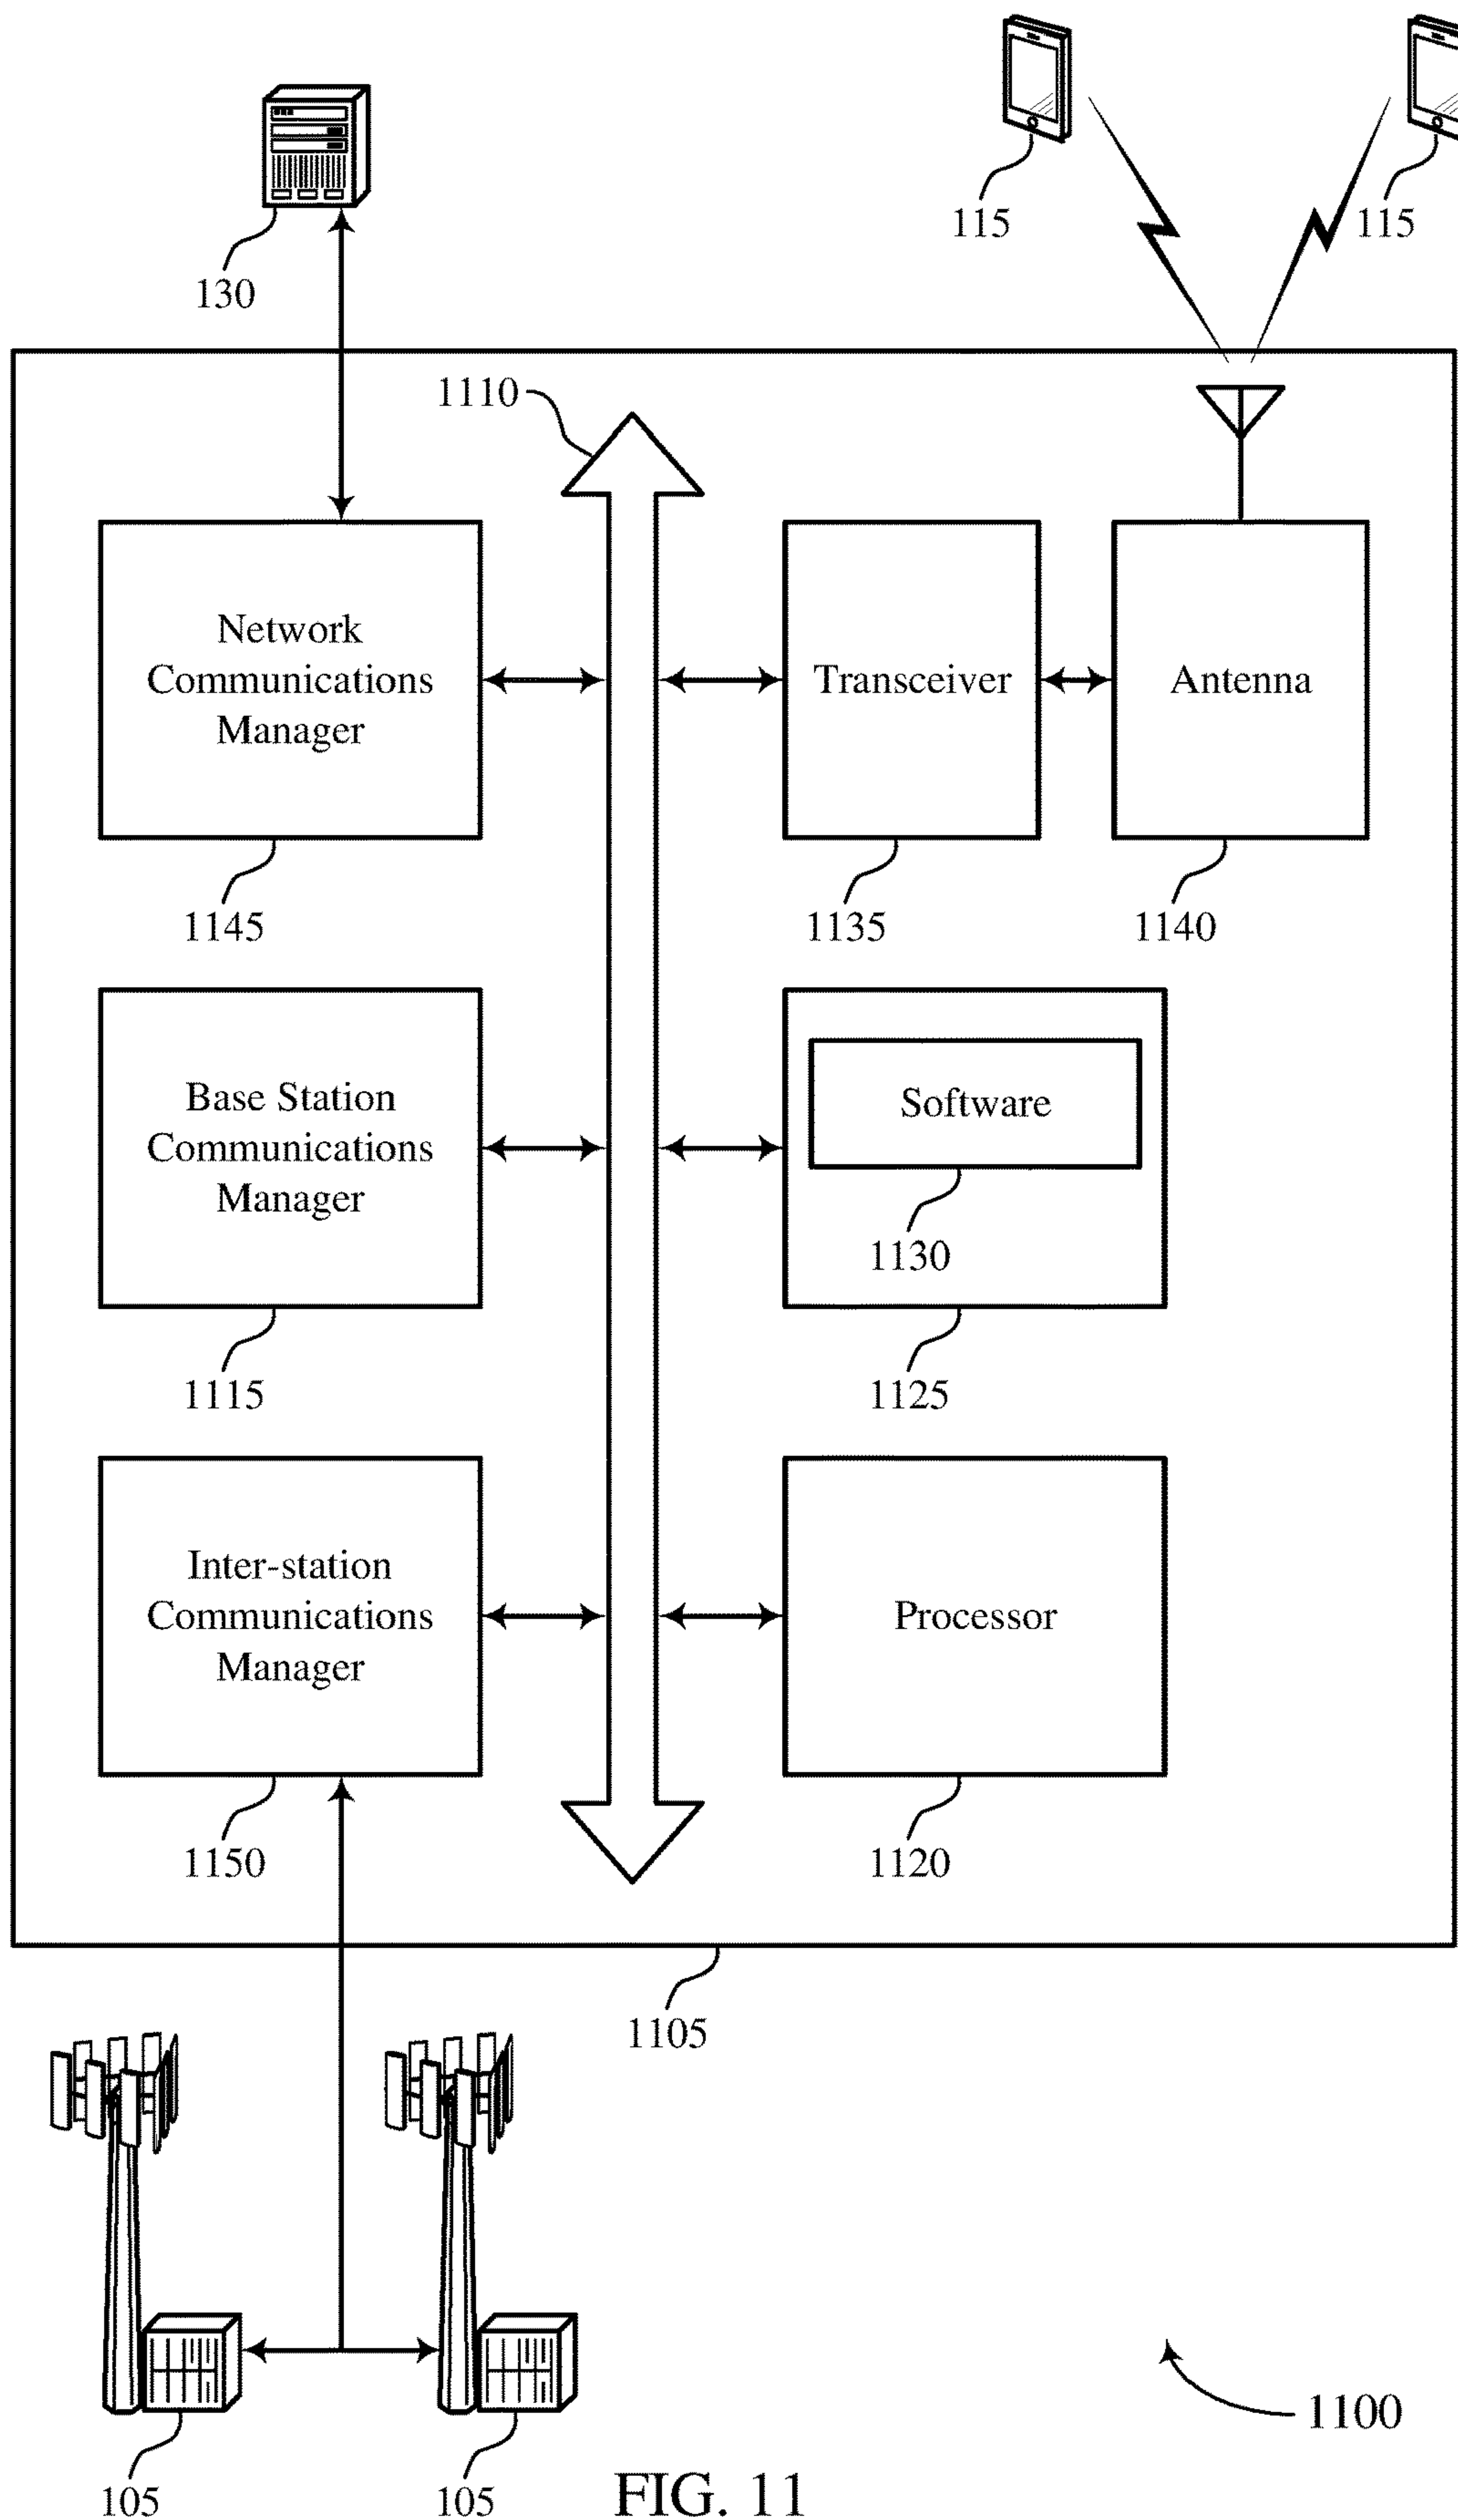 130
115
115
1110
Network
Communications
Manager
Transceiver
Antenna
1145
1135
1140
Base Station
Communications
Manager
Software
1130
1115
1125
Inter-station
Communications
Manager
Processor
1150
1120
1105
1100
105
105
FIG. 11